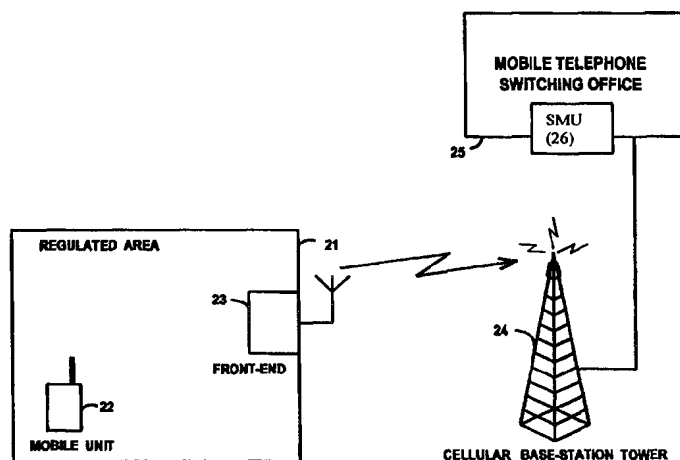 MOBILE TELEPHONE
SWITCHING OFFICE
SMU
(26)
25
REGULATED AREA
21
23
FRONT-END
24
22
MOBILE UNIT
CELLULAR BASE-STATION TOWER